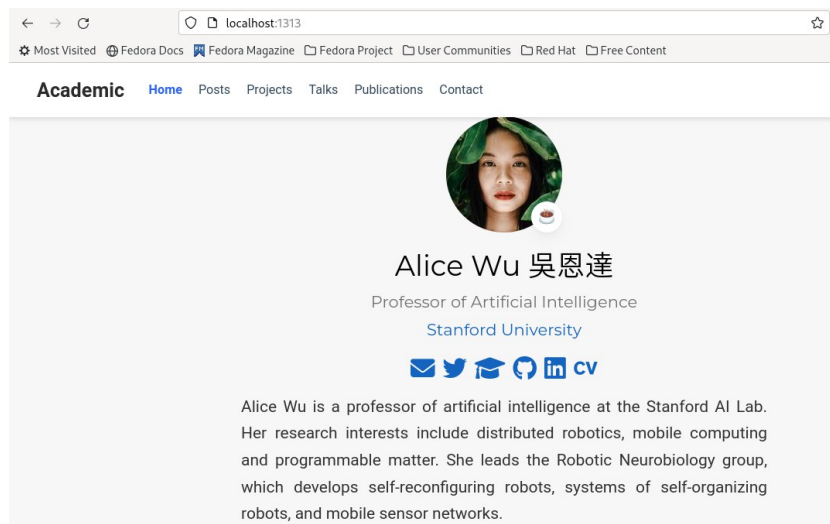 localhost:1313
Most Visited Fedora Docs Fedora Magazine Fedora Project User Communities Red Hat Free Content
Academic Home Posts Projects Talks Publications Contact
Alice Wu 吳恩達
Professor of Artificial Intelligence
Stanford University
CV
Alice Wu is a professor of artificial intelligence at the Stanford AI Lab.
Her research interests include distributed robotics, mobile computing
and programmable matter. She leads the Robotic Neurobiology group,
which develops self-reconfiguring robots, systems of self-organizing
robots, and mobile sensor networks.